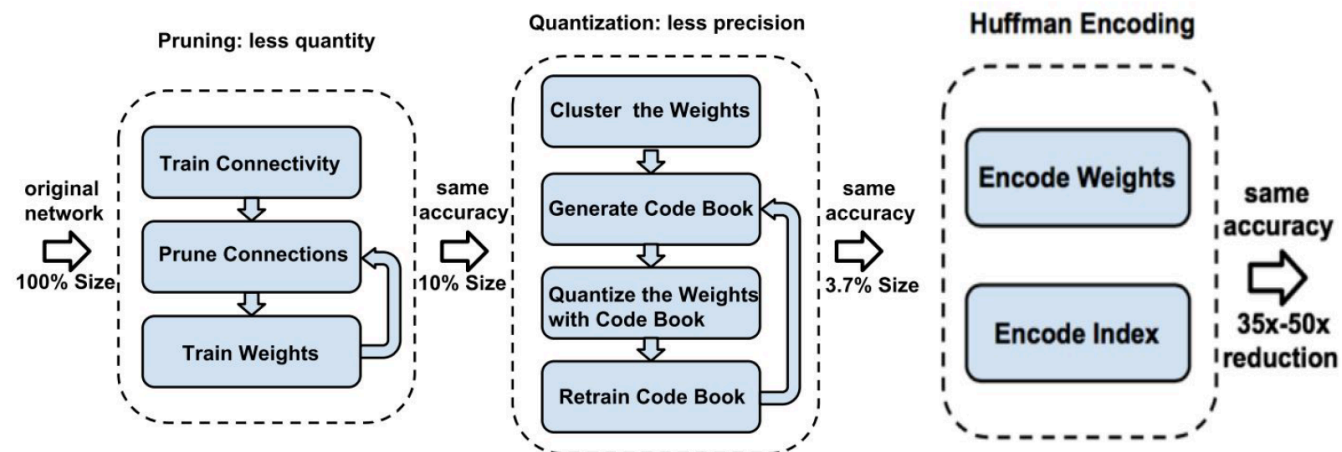 Pruning: less quantity
Train Connectivity
Prune Connections
Train Weights
original
network
100% Size
same
accuracy
10% Size
Quantization: less precision
Cluster the Weights
Generate Code Book
Quantize the Weights
with Code Book
Retrain Code Book
same
accuracy
3.7% Size
Huffman Encoding
Encode Weights
Encode Index
same
accuracy
35x-50x
reduction